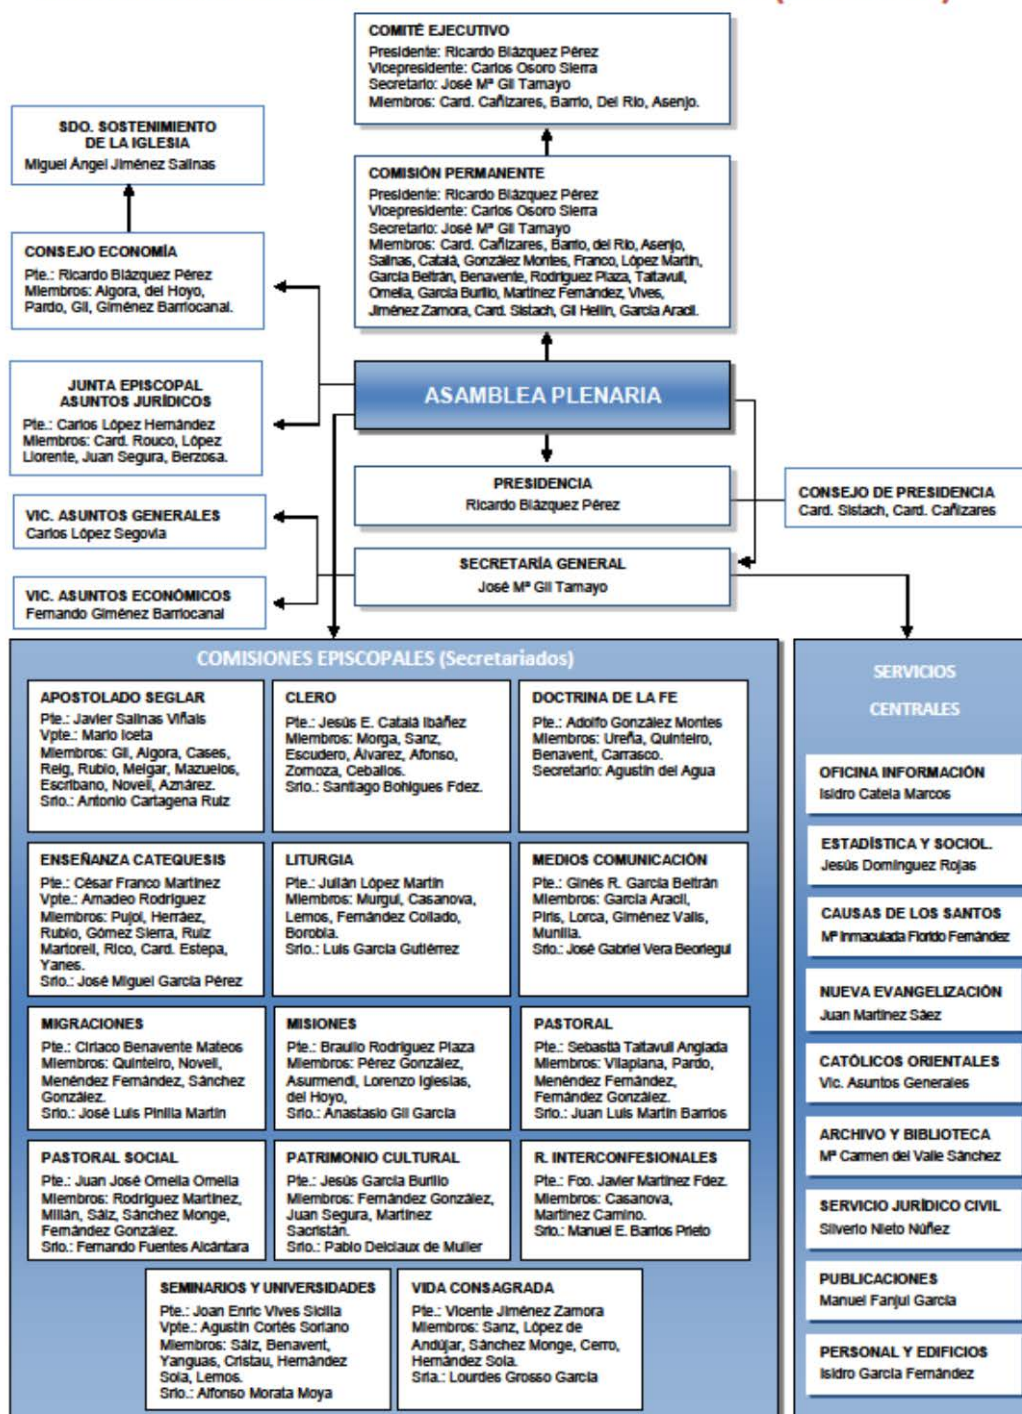 COMITÉ EJECUTIVO
Presidente: Ricardo Blázquez Pérez
Vicepresidente: Carlos Osoro Sierra
Secretario: José Mª Gil Tamayo
Miembros: Card. Cañizares, Barrio, Del Río, Asenjo.
SDO. SOSTENIMIENTO
DE LA IGLESIA
Miguel Ángel Jiménez Salinas
COMISIÓN PERMANENTE
Presidente: Ricardo Blázquez Pérez
Vicepresidente: Carlos Osoro Sierra
Secretario: José Mª Gil Tamayo
Miembros: Card. Cañizares, Barrio, del Río, Asenjo,
Salinas, Catalá, González Montes, Franco, López Martín,
García Beltrán, Benavente, Rodríguez Plaza, Taltavull,
Omella, García Burillo, Martínez Fernández, Vives,
Jiménez Zamora, Card. Sistach, Gil Hellín, García Aracil.
CONSEJO ECONOMÍA
Pte.: Ricardo Blázquez Pérez
Miembros: Algora, del Hoyo,
Pardo, Gil, Giménez Barriocanal.
JUNTA EPISCOPAL
ASUNTOS JURÍDICOS
Pte.: Carlos López Hernández
Miembros: Card. Rouco, López
Llorente, Juan Segura, Berzosa.
ASAMBLEA PLENARIA
PRESIDENCIA
Ricardo Blázquez Pérez
CONSEJO DE PRESIDENCIA
Card. Sistach, Card. Cañizares
VIC. ASUNTOS GENERALES
Carlos López Segovia
SECRETARÍA GENERAL
José Mª Gil Tamayo
VIC. ASUNTOS ECONÓMICOS
Fernando Giménez Barriocanal
COMISIONES EPISCOPALES (Secretariados)
APOSTOLADO SEGLAR
Pte.: Javier Salinas Viñals
Vpte.: Mario Iceta
Miembros: Gil, Algora, Cases,
Reig, Rubio, Melgar, Mazuelos,
Escribano, Novell, Aznárez.
Srio.: Antonio Cartagena Ruiz
CLERO
Pte.: Jesús E. Catalá Ibáñez
Miembros: Morga, Sanz,
Escudero, Álvarez, Afonso,
Zornoza, Ceballos.
Srio.: Santiago Bohigues Fdez.
DOCTRINA DE LA FE
Pte.: Adolfo González Montes
Miembros: Ureña, Quinteiro,
Benavent, Carrasco.
Secretario: Agustín del Agua
ENSEÑANZA CATEQUESIS
Pte.: César Franco Martínez
Vpte.: Amadeo Rodríguez
Miembros: Pujol, Herráez,
Rubio, Gómez Sierra, Ruiz
Martorell, Rico, Card. Estepa,
Yanes.
Srio.: José Miguel García Pérez
LITURGIA
Pte.: Julián López Martín
Miembros: Murgui, Casanova,
Lemos, Fernández Collado,
Borobia.
Srio.: Luis García Gutiérrez
MEDIOS COMUNICACIÓN
Pte.: Ginés R. García Beltrán
Miembros: García Aracil,
Piris, Lorca, Giménez Valls,
Munilla.
Srio.: José Gabriel Vera Beorlegui
MIGRACIONES
Pte.: Ciriaco Benavente Mateos
Miembros: Quinteiro, Novell,
Menéndez Fernández, Sánchez
González.
Srio.: José Luis Pinilla Martín
MISIONES
Pte.: Braulio Rodríguez Plaza
Miembros: Pérez González,
Asurmendi, Lorenzo Iglesias,
del Hoyo,
Srio.: Anastasio Gil García
PASTORAL
Pte.: Sebastià Taltavull Anglada
Miembros: Vilaplana, Pardo,
Menéndez Fernández,
Fernández González.
Srio.: Juan Luis Martín Barrios
PASTORAL SOCIAL
Pte.: Juan José Omella Omella
Miembros: Rodríguez Martínez,
Milián, Sáiz, Sánchez Monge,
Fernández González.
Srio.: Fernando Fuentes Alcántara
PATRIMONIO CULTURAL
Pte.: Jesús García Burillo
Miembros: Fernández González,
Juan Segura, Martínez
Sacristán.
Srio.: Pablo Delclaux de Muller
R. INTERCONFESIONALES
Pte.: Fco. Javier Martínez Fdez.
Miembros: Casanova,
Martínez Camino.
Srio.: Manuel E. Barrios Prieto
SEMINARIOS Y UNIVERSIDADES
Pte.: Joan Enric Vives Sicilia
Vpte.: Agustín Cortés Soriano
Miembros: Sáiz, Benavent,
Yanguas, Cristau, Hernández
Sola, Lemos.
Srio.: Alfonso Morata Moya
VIDA CONSAGRADA
Pte.: Vicente Jiménez Zamora
Miembros: Sanz, López de
Andújar, Sánchez Monge, Cerro,
Hernández Sola.
Sria.: Lourdes Grosso García
SERVICIOS
CENTRALES
OFICINA INFORMACIÓN
Isidro Catela Marcos
ESTADÍSTICA Y SOCIOL.
Jesús Domínguez Rojas
CAUSAS DE LOS SANTOS
Mª Inmaculada Florido Fernández
NUEVA EVANGELIZACIÓN
Juan Martínez Sáez
CATÓLICOS ORIENTALES
Vic. Asuntos Generales
ARCHIVO Y BIBLIOTECA
Mª Carmen del Valle Sánchez
SERVICIO JURÍDICO CIVIL
Silverio Nieto Núñez
PUBLICACIONES
Manuel Fanjul García
PERSONAL Y EDIFICIOS
Isidro García Fernández